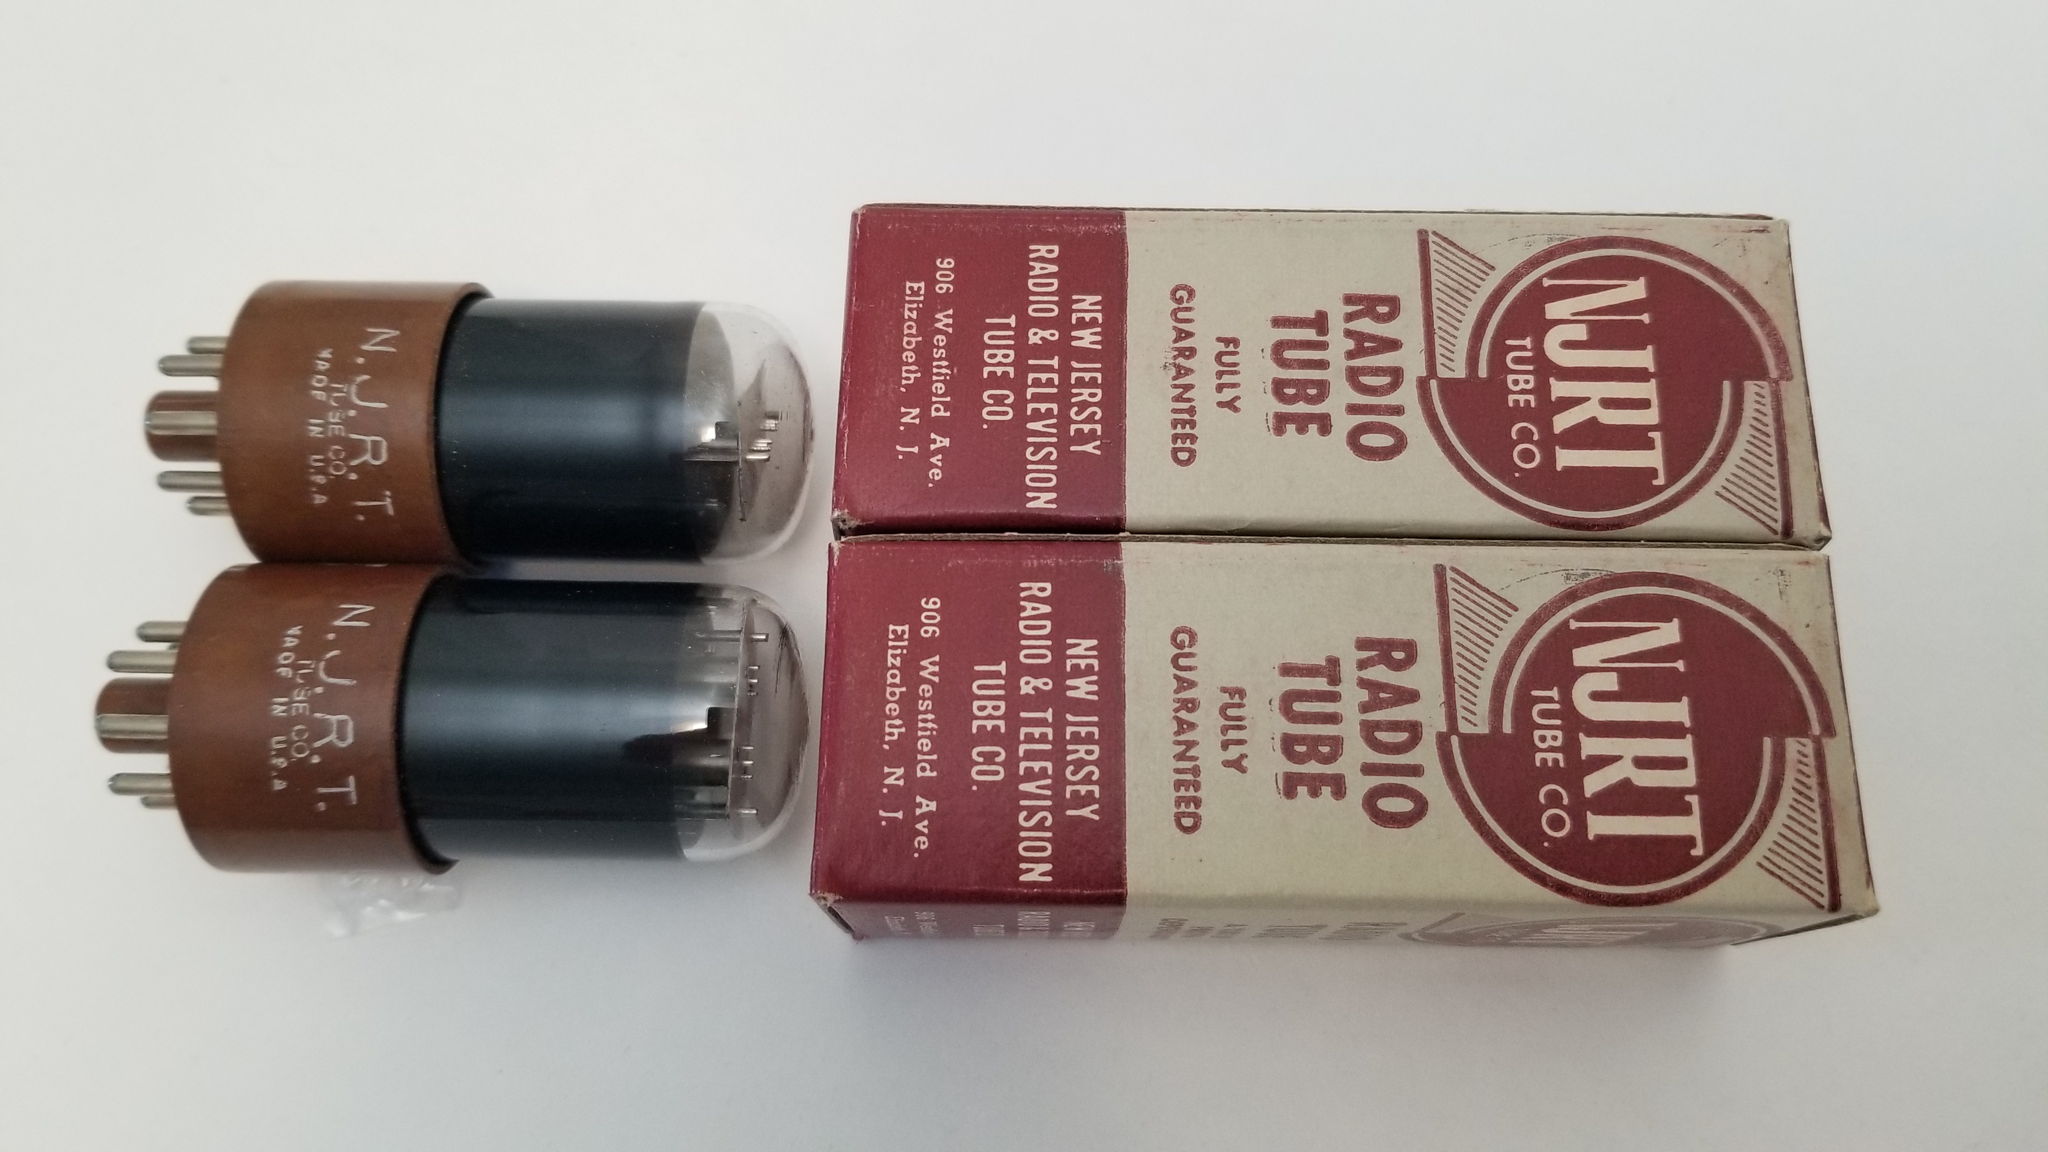 N. J. R. T.
TUBE CO.
MADE IN U.S.A
N. J. R. T.
TUBE CO.
MADE IN U.S.A
NJRT
TUBE CO.
RADIO
TUBE
FULLY
GUARANTEED
NEW JERSEY
RADIO & TELEVISION
TUBE CO.
906 Westfield Ave.
Elizabeth, N. J.
NJRT
TUBE CO.
RADIO
TUBE
FULLY
GUARANTEED
NEW JERSEY
RADIO & TELEVISION
TUBE CO.
906 Westfield Ave.
Elizabeth, N. J.